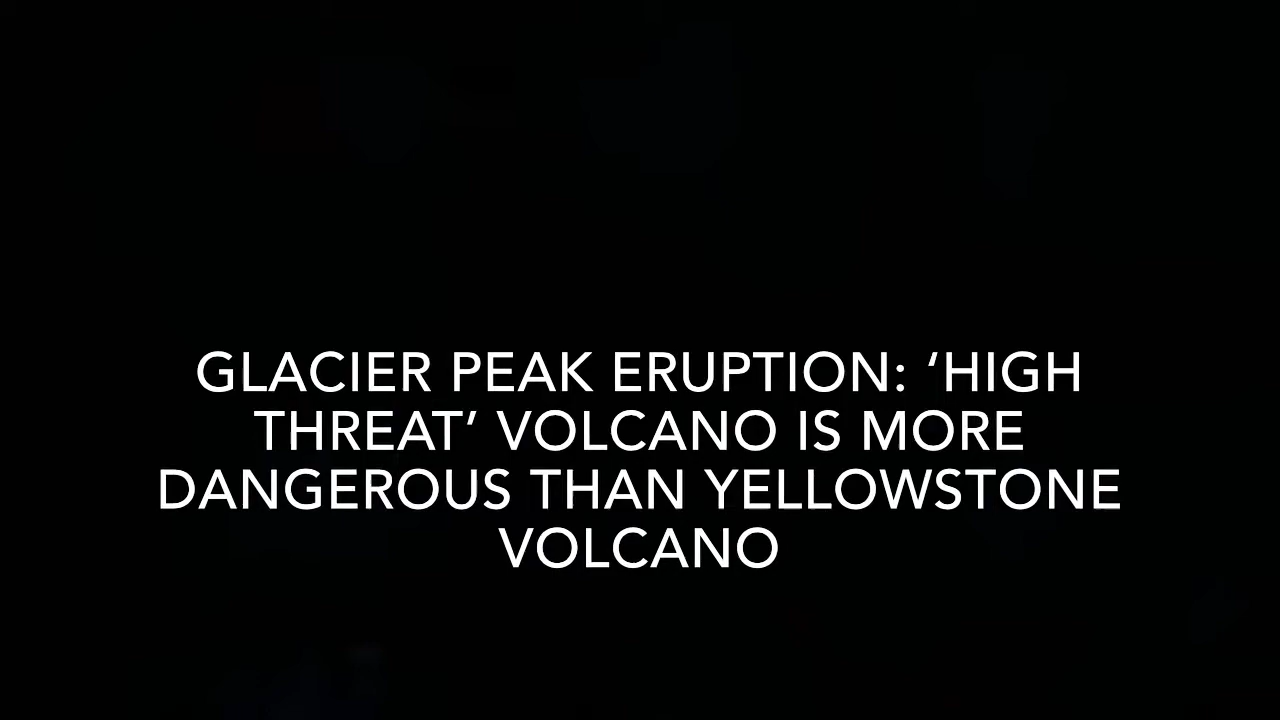 GLACIER PEAK ERUPTION: ‘HIGH
THREAT’ VOLCANO IS MORE
DANGEROUS THAN YELLOWSTONE
VOLCANO